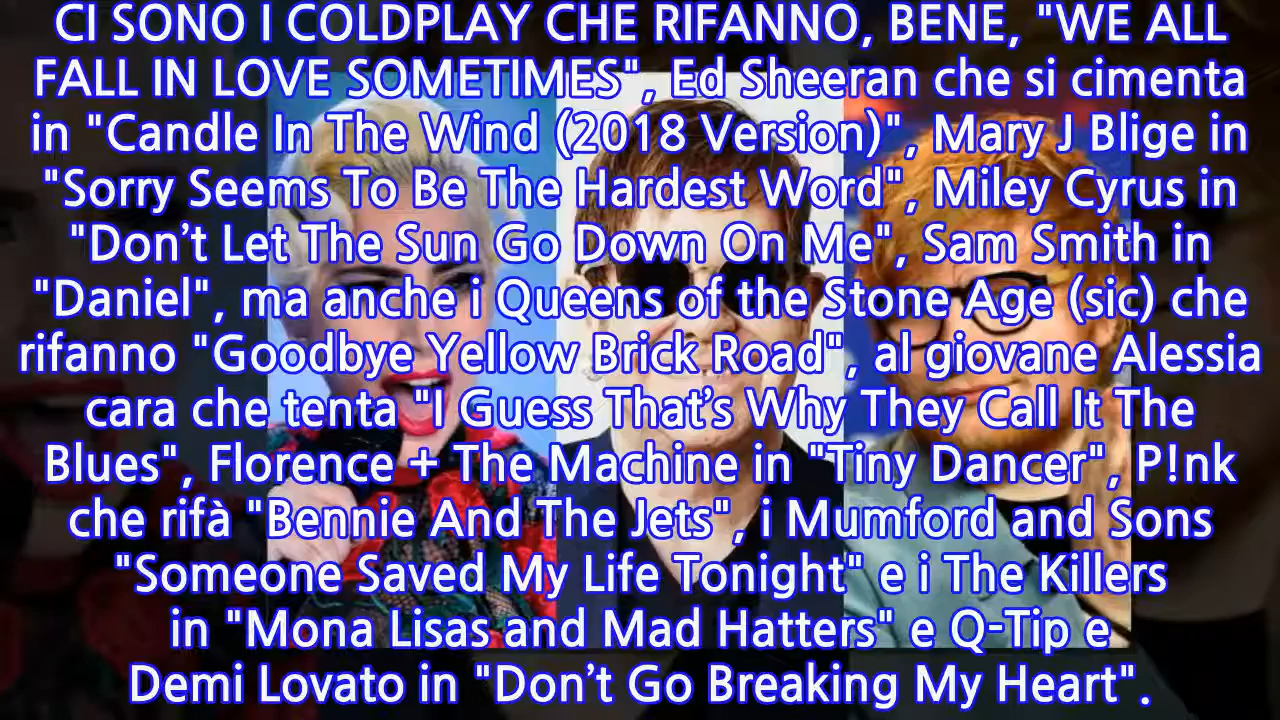 CI SONO I COLDPLAY CHE RIFANNO, BENE, "WE ALL
FALL IN LOVE SOMETIMES", Ed Sheeran che si cimenta
in "Candle In The Wind (2018 Version)", Mary J Blige in
"Sorry Seems To Be The Hardest Word", Miley Cyrus in
"Don’t Let The Sun Go Down On Me", Sam Smith in
"Daniel", ma anche i Queens of the Stone Age (sic) che
rifanno "Goodbye Yellow Brick Road", al giovane Alessia
cara che tenta "I Guess That’s Why They Call It The
Blues", Florence + The Machine in "Tiny Dancer", P!nk
che rifà "Bennie And The Jets", i Mumford and Sons
"Someone Saved My Life Tonight" e i The Killers
in "Mona Lisas and Mad Hatters" e Q-Tip e
Demi Lovato in "Don’t Go Breaking My Heart".